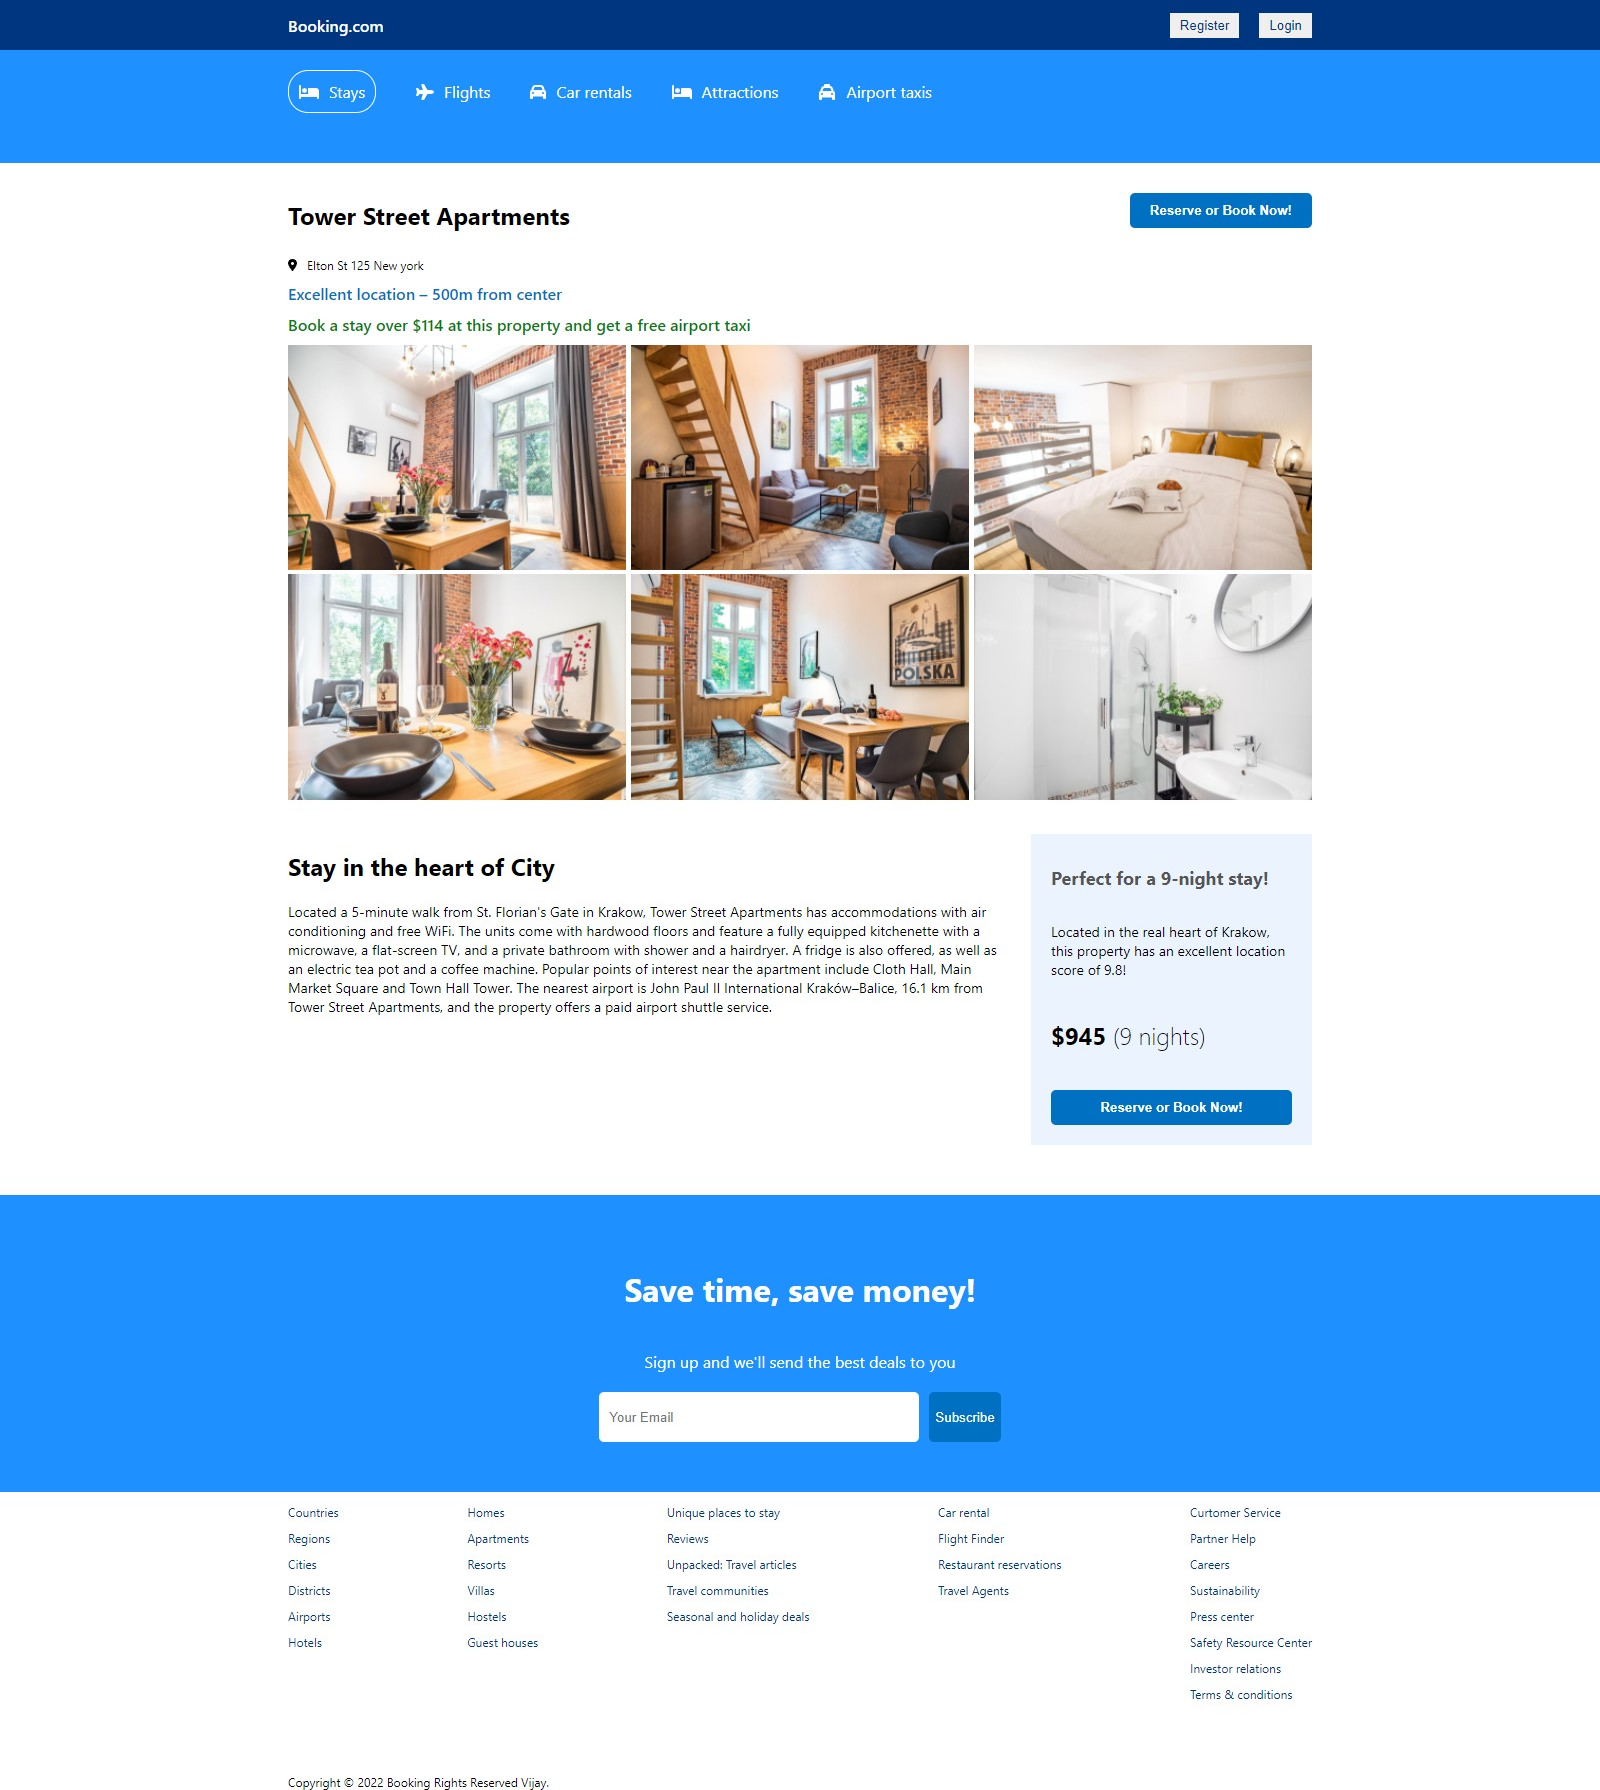 Booking.com
Register
Login
Stays
Flights
Car rentals
Attractions
Airport taxis
Tower Street Apartments
Reserve or Book Now!
Elton St 125 New york
Excellent location – 500m from center
Book a stay over $114 at this property and get a free airport taxi
POLSKA
Stay in the heart of City
Located a 5-minute walk from St. Florian's Gate in Krakow, Tower Street Apartments has accommodations with air
conditioning and free WiFi. The units come with hardwood floors and feature a fully equipped kitchenette with a
microwave, a flat-screen TV, and a private bathroom with shower and a hairdryer. A fridge is also offered, as well as
an electric tea pot and a coffee machine. Popular points of interest near the apartment include Cloth Hall, Main
Market Square and Town Hall Tower. The nearest airport is John Paul II International Kraków–Balice, 16.1 km from
Tower Street Apartments, and the property offers a paid airport shuttle service.
Perfect for a 9-night stay!
Located in the real heart of Krakow,
this property has an excellent location
score of 9.8!
$945 (9 nights)
Reserve or Book Now!
Save time, save money!
Sign up and we'll send the best deals to you
Your Email
Subscribe
Countries
Regions
Cities
Districts
Airports
Hotels
Homes
Apartments
Resorts
Villas
Hostels
Guest houses
Unique places to stay
Reviews
Unpacked: Travel articles
Travel communities
Seasonal and holiday deals
Car rental
Flight Finder
Restaurant reservations
Travel Agents
Curtomer Service
Partner Help
Careers
Sustainability
Press center
Safety Resource Center
Investor relations
Terms & conditions
Copyright © 2022 Booking Rights Reserved Vijay.